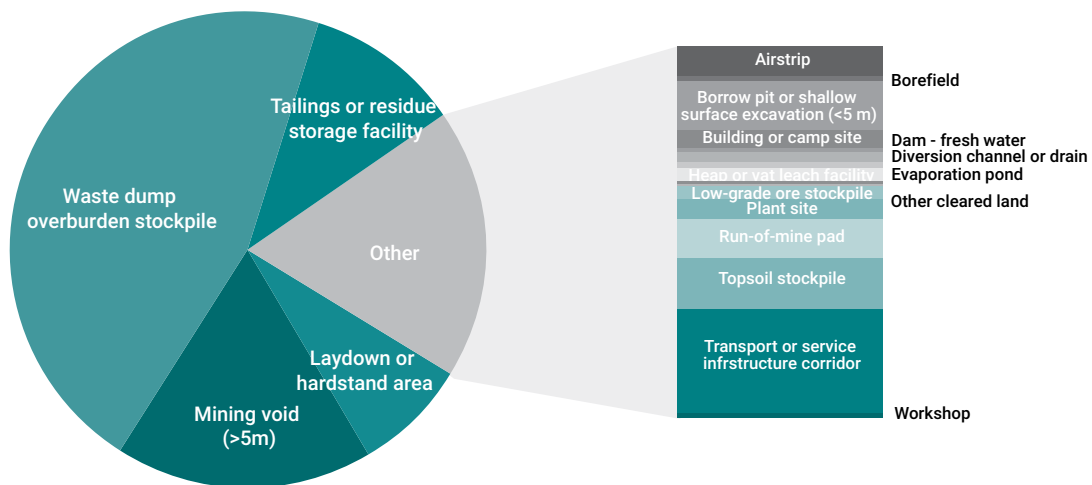 Waste dump
overburden stockpile
Tailings or residue
storage facility
Other
Laydown or
hardstand area
Mining void
(>5m)
Airstrip
Borefield
Borrow pit or shallow
surface excavation (<5 m)
Building or camp site
Dam - fresh water
Diversion channel or drain
Heap or vat leach facility
Evaporation pond
Low-grade ore stockpile
Other cleared land
Plant site
Run-of-mine pad
Topsoil stockpile
Transport or service
infrstructure corridor
Workshop